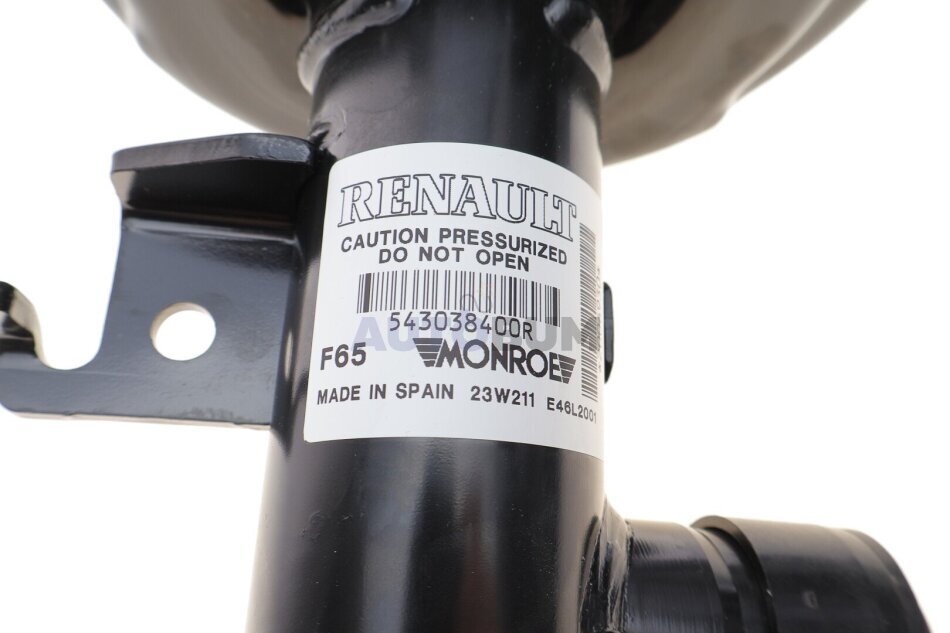 RENAULT
CAUTION PRESSURIZED
DO NOT OPEN
543038400R
F65 MONROE
MADE IN SPAIN 23W211 E46L2001